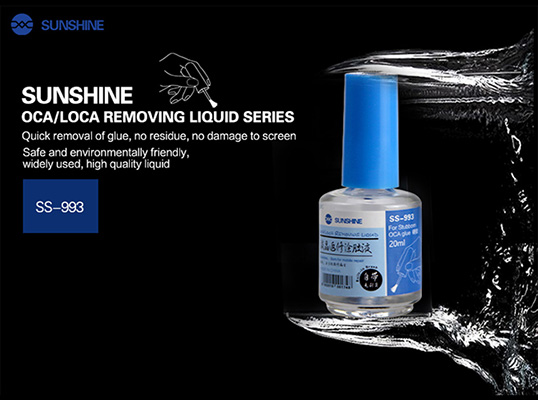 SUNSHINE
SUNSHINE
OCA/LOCA REMOVING LIQUID SERIES
Quick removal of glue, no residue, no damage to screen
Safe and environmentally friendly,
widely used, high quality liquid
SS-993
SUNSHINE
SS-993
For Stubborn
OCA glue
20ml